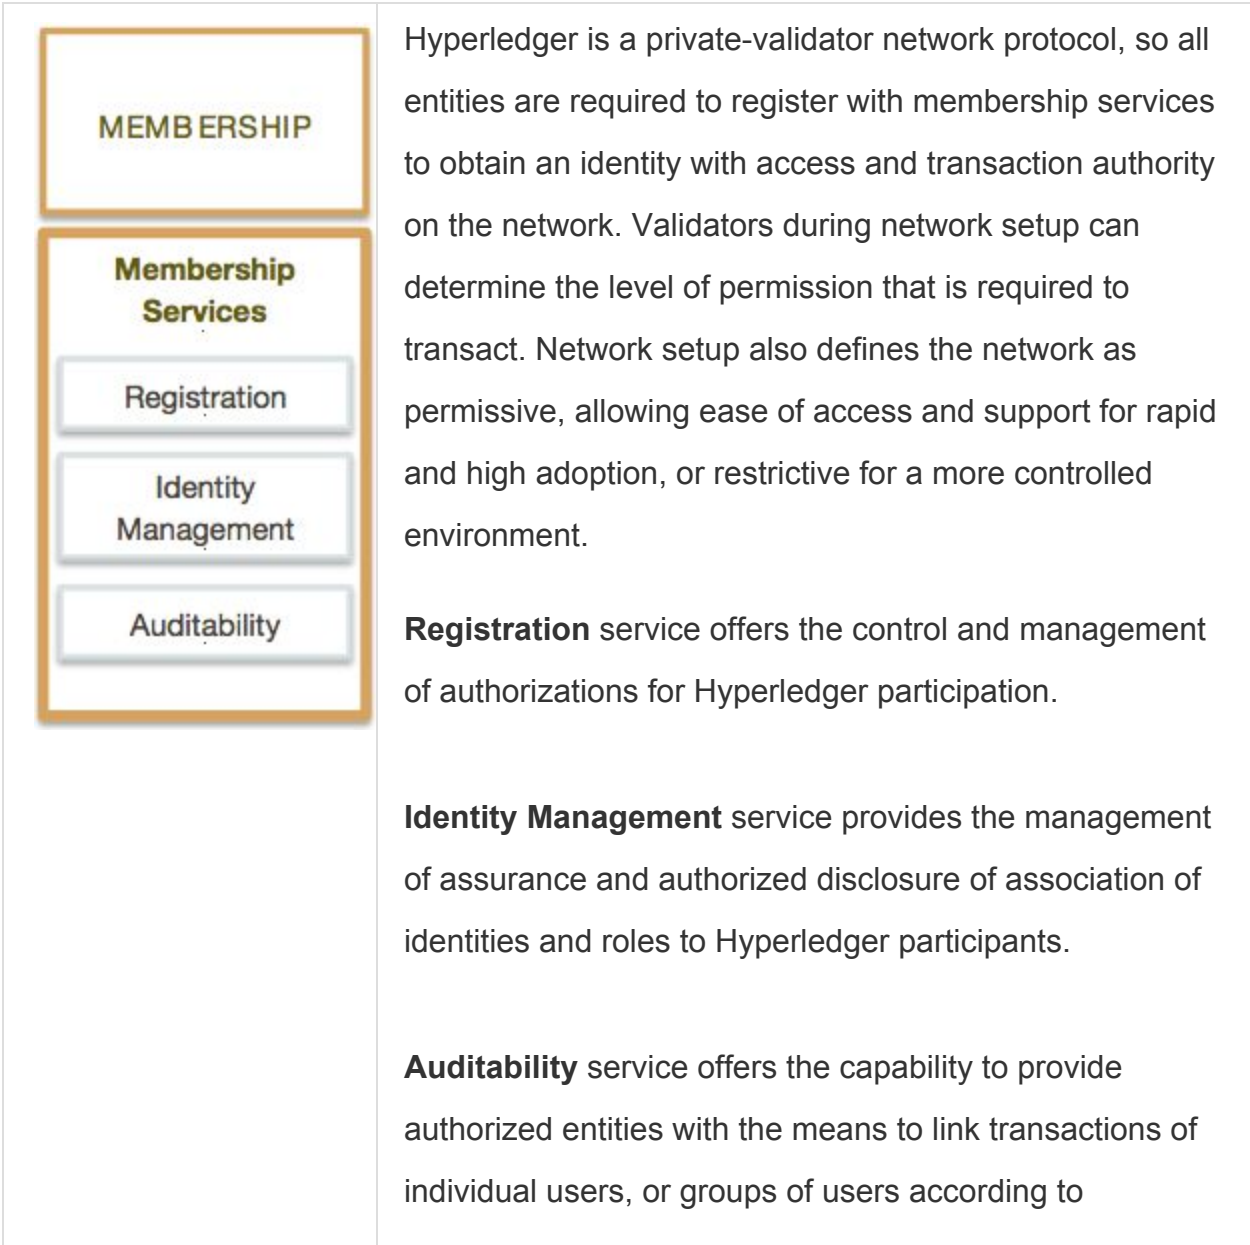 MEMBERSHIP
Membership
Services
Registration
Identity
Management
Auditability
Hyperledger is a private-validator network protocol, so all
entities are required to register with membership services
to obtain an identity with access and transaction authority
on the network. Validators during network setup can
determine the level of permission that is required to
transact. Network setup also defines the network as
permissive, allowing ease of access and support for rapid
and high adoption, or restrictive for a more controlled
environment.
Registration service offers the control and management
of authorizations for Hyperledger participation.
Identity Management service provides the management
of assurance and authorized disclosure of association of
identities and roles to Hyperledger participants.
Auditability service offers the capability to provide
authorized entities with the means to link transactions of
individual users, or groups of users according to